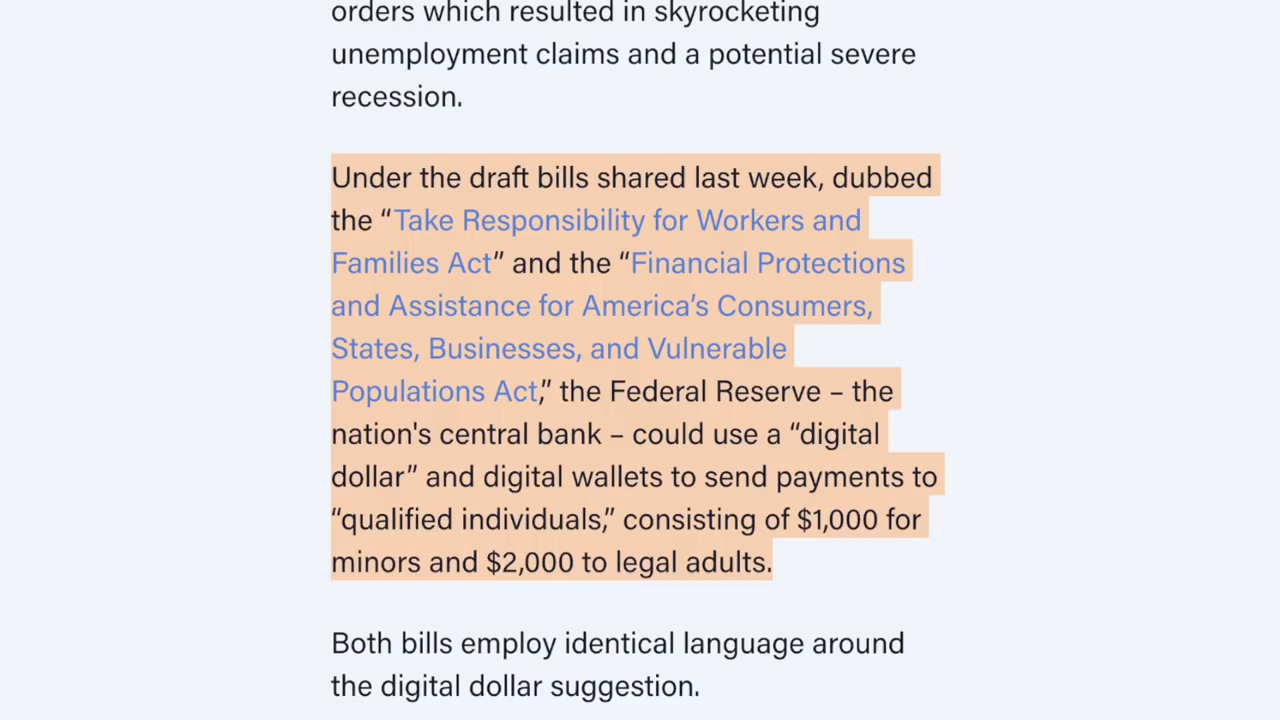 orders which resulted in skyrocketing
unemployment claims and a potential severe
recession.
Under the draft bills shared last week, dubbed
the “Take Responsibility for Workers and
Families Act” and the “Financial Protections
and Assistance for America’s Consumers,
States, Businesses, and Vulnerable
Populations Act,” the Federal Reserve – the
nation's central bank – could use a “digital
dollar” and digital wallets to send payments to
“qualified individuals,” consisting of $1,000 for
minors and $2,000 to legal adults.
Both bills employ identical language around
the digital dollar suggestion.